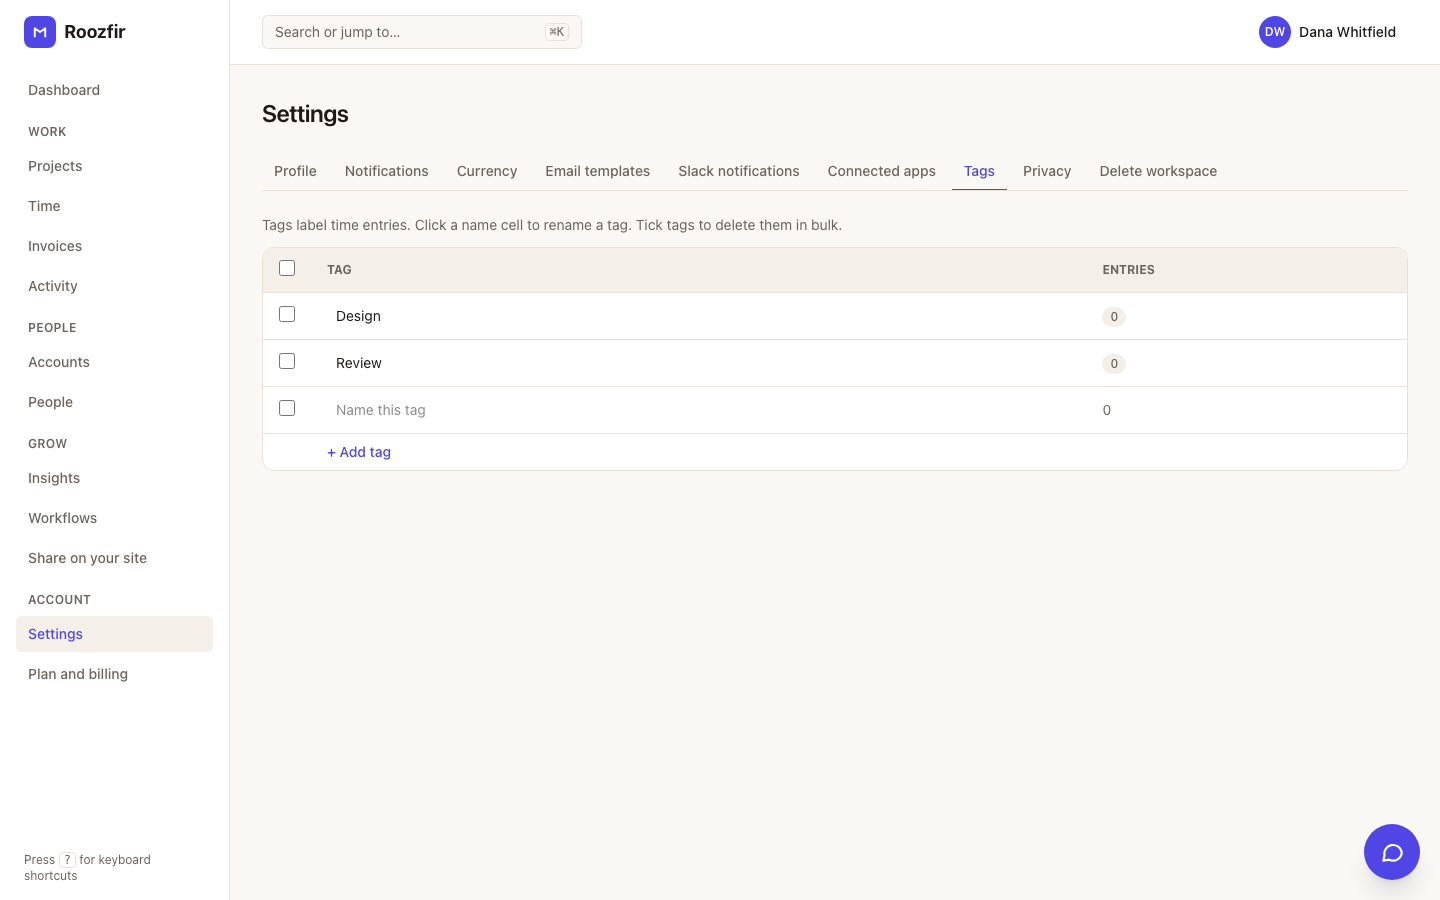 Roozfir
Search or jump to...
⌘K
DW
Dana Whitfield
Dashboard
WORK
Projects
Time
Invoices
Activity
PEOPLE
Accounts
People
GROW
Insights
Workflows
Share on your site
ACCOUNT
Settings
Plan and billing
Press ? for keyboard
shortcuts
Settings
Profile Notifications Currency Email templates Slack notifications Connected apps Tags Privacy Delete workspace
Tags label time entries. Click a name cell to rename a tag. Tick tags to delete them in bulk.
TAG ENTRIES
Design 0
Review 0
Name this tag 0
+ Add tag